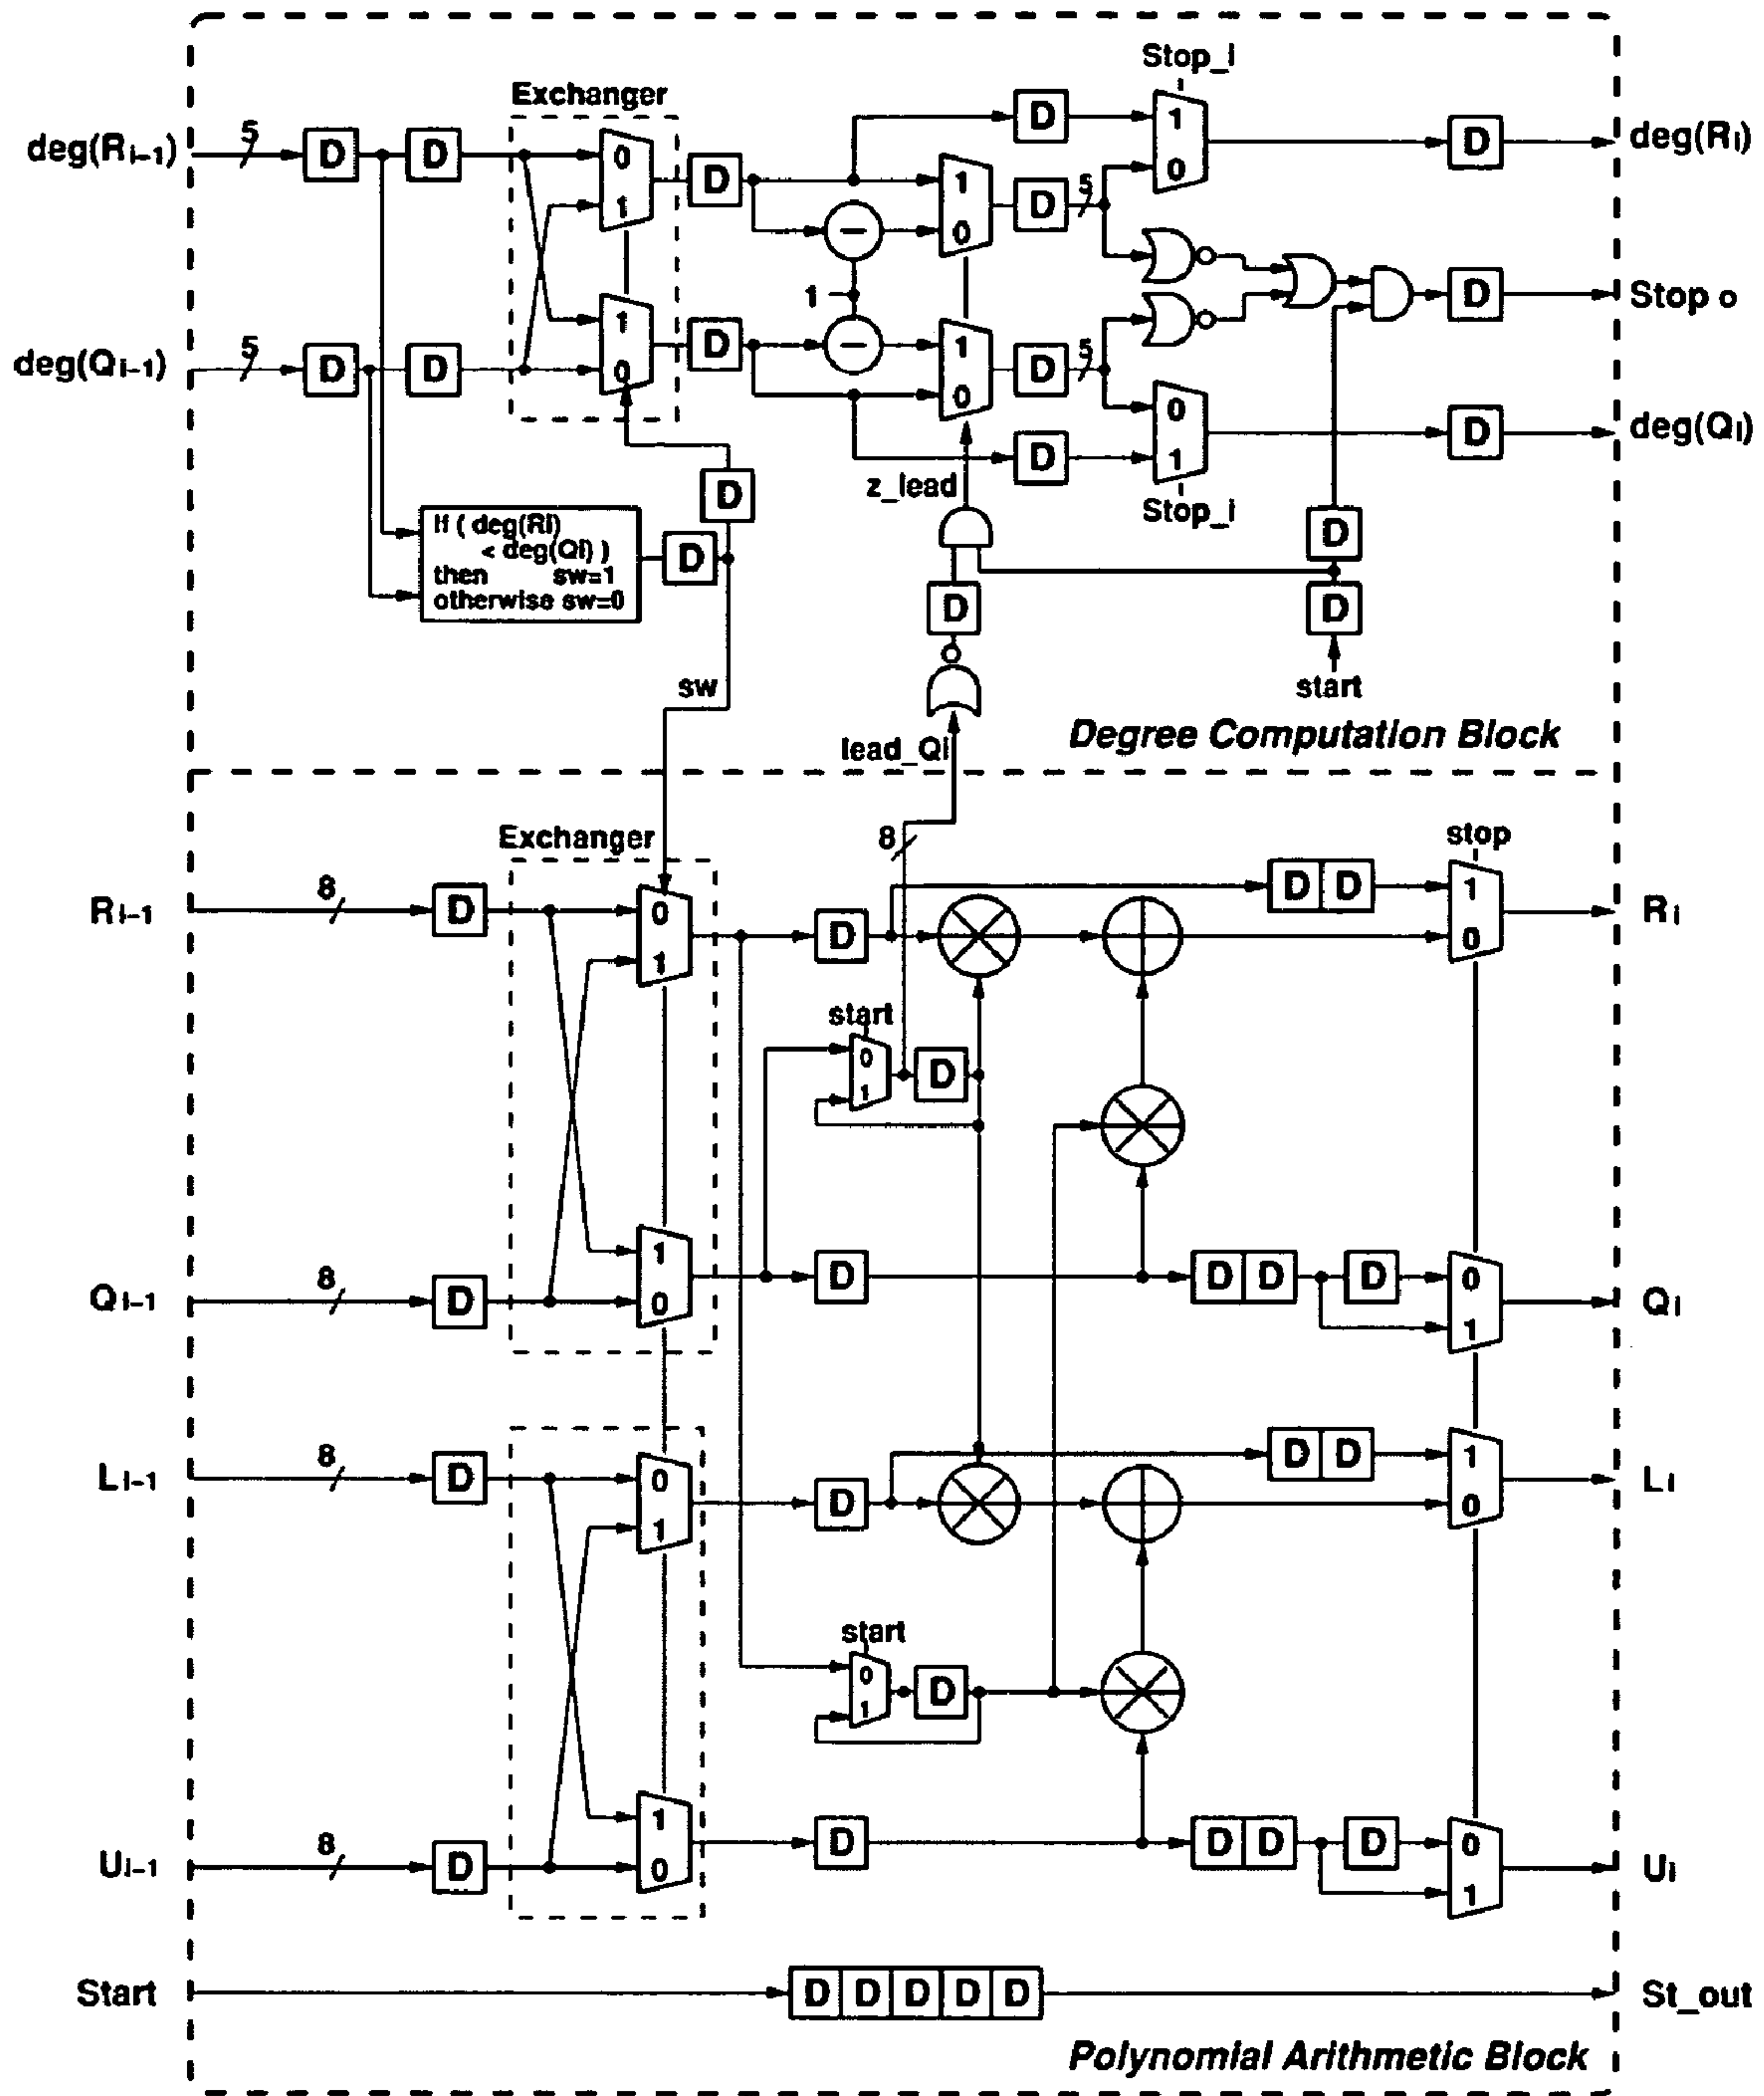 Stop_i
Exchanger
deg(Ri-1) 5 D D 0 1 D D 1 0 D deg(Ri)
1 0 D 5
−
1
Stop o
D
−
deg(Qi-1) 5 D D 1 0 D 1 0 D 5 0 1 D deg(Qi)
D
z_lead
Stop_i
D
If ( deg(Ri)
< deg(Qi) )
then sw=1
otherwise sw=0
D
D
D
D
sw
start
Degree Computation Block
lead_Qi
Exchanger
8
stop
Ri-1 8 D 0 1 D D D 1 0 Ri
start
0 1 D
Qi-1 8 D 1 0 D D D D 0 1 Qi
Li-1 8 D 0 1 D D D 1 0 Li
start
0 1 D
Ui-1 8 D 1 0 D D D D 0 1 Ui
Start D D D D D St_out
Polynomial Arithmetic Block